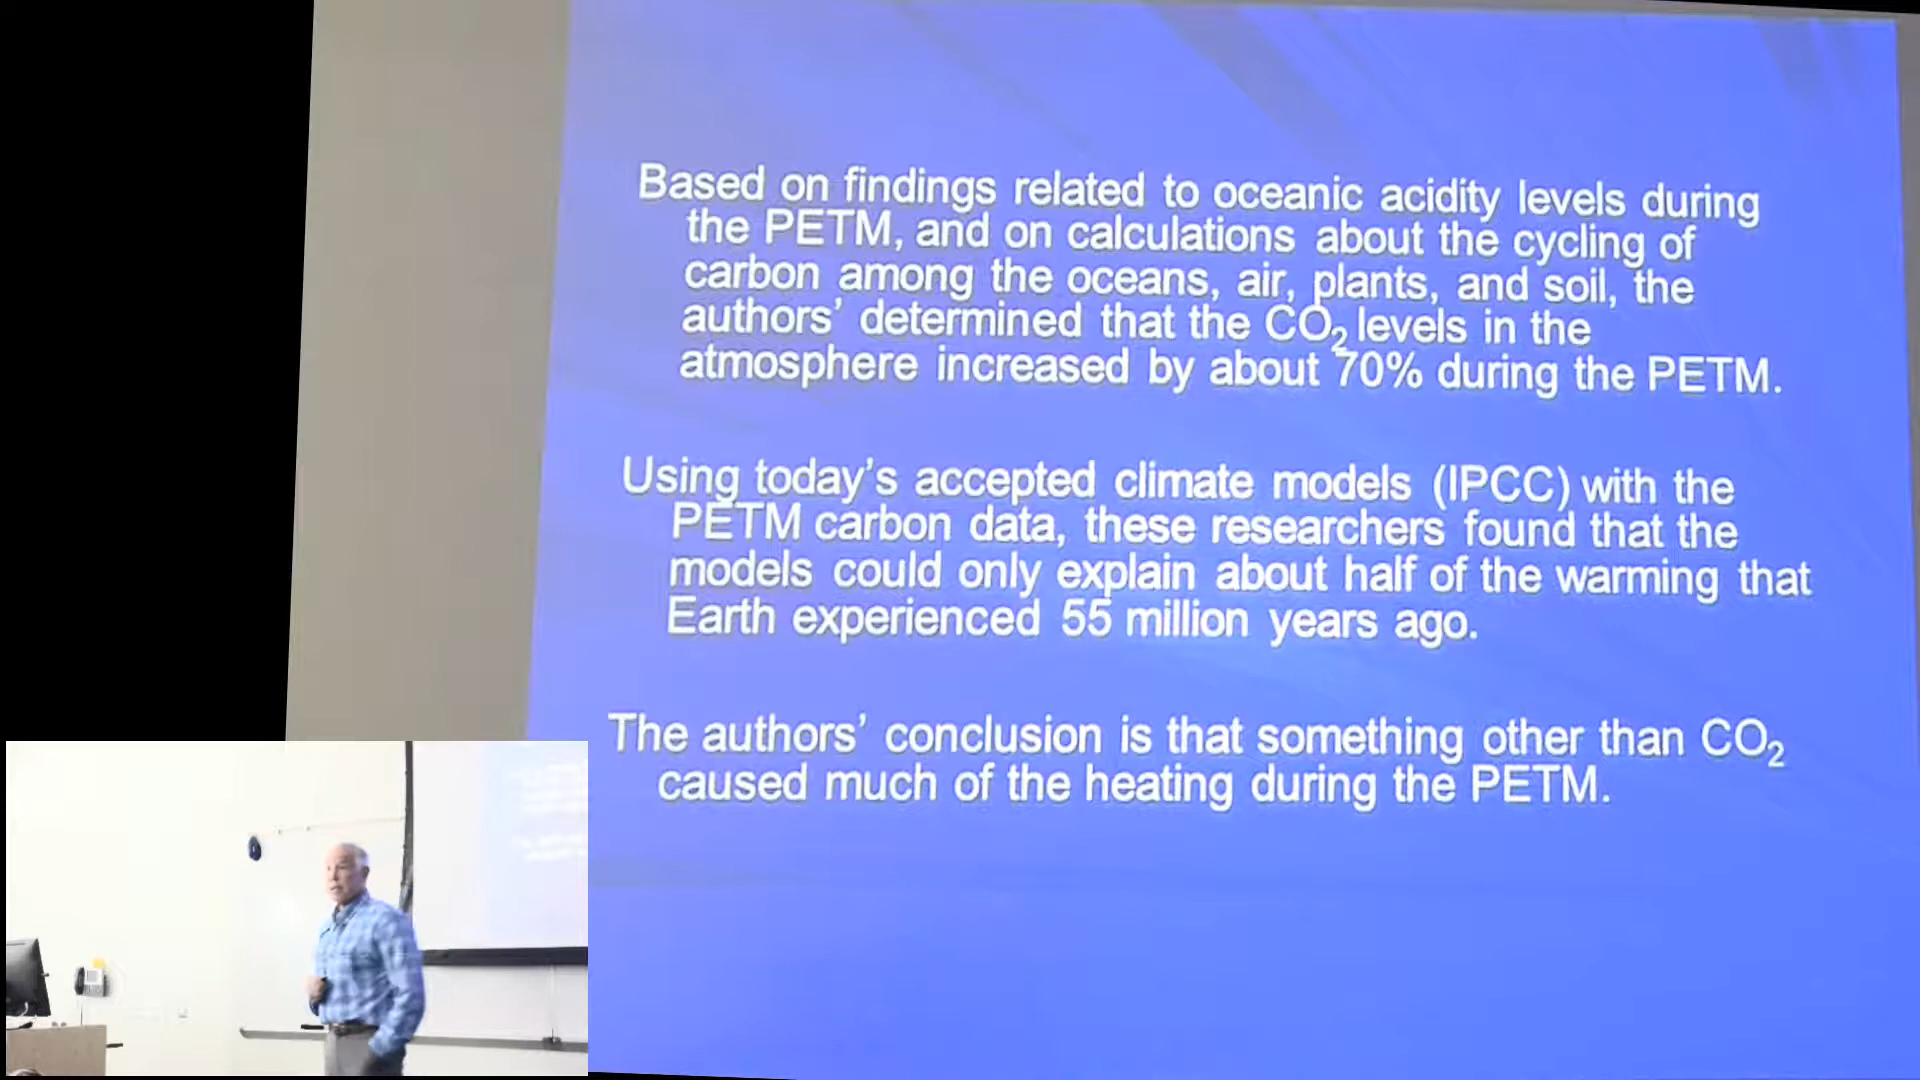 Based on findings related to oceanic acidity levels during
the PETM, and on calculations about the cycling of
carbon among the oceans, air, plants, and soil, the
authors’ determined that the CO₂ levels in the
atmosphere increased by about 70% during the PETM.
Using today’s accepted climate models (IPCC) with the
PETM carbon data, these researchers found that the
models could only explain about half of the warming that
Earth experienced 55 million years ago.
The authors’ conclusion is that something other than CO₂
caused much of the heating during the PETM.